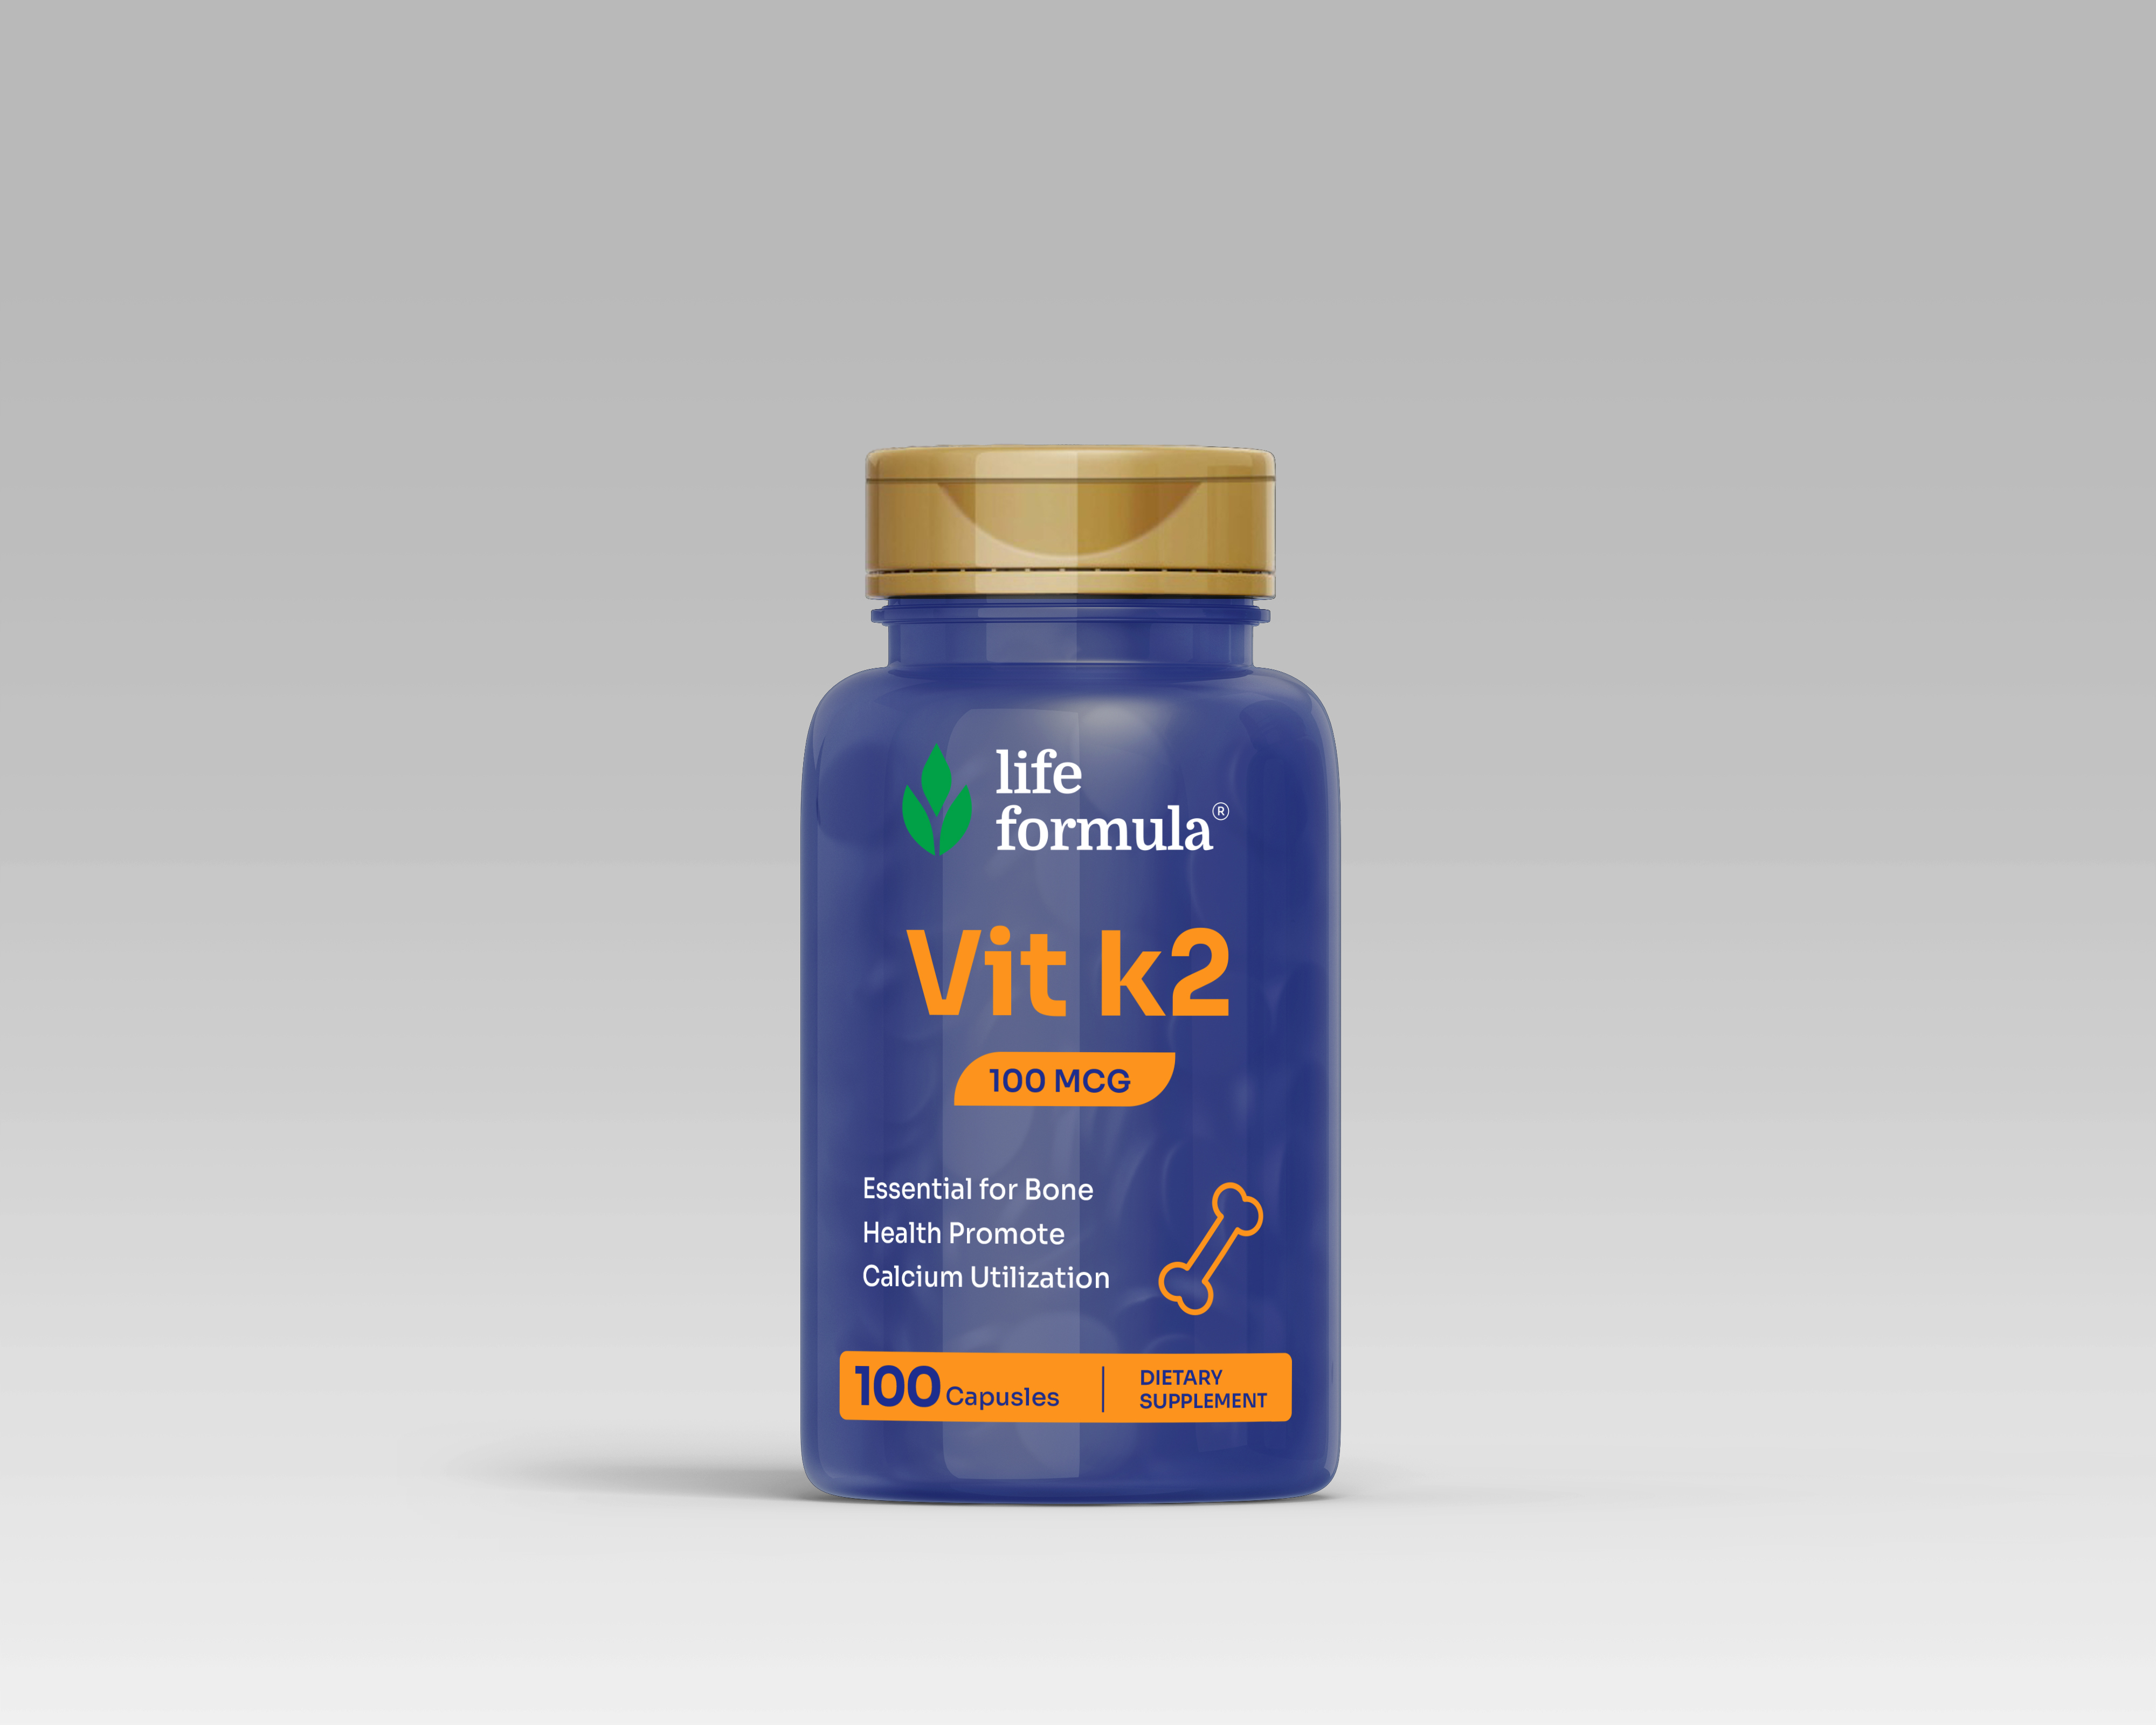 life
formula®
Vit k2
100 MCG
Essential for Bone
Health Promote
Calcium Utilization
100 Capusles
DIETARY
SUPPLEMENT